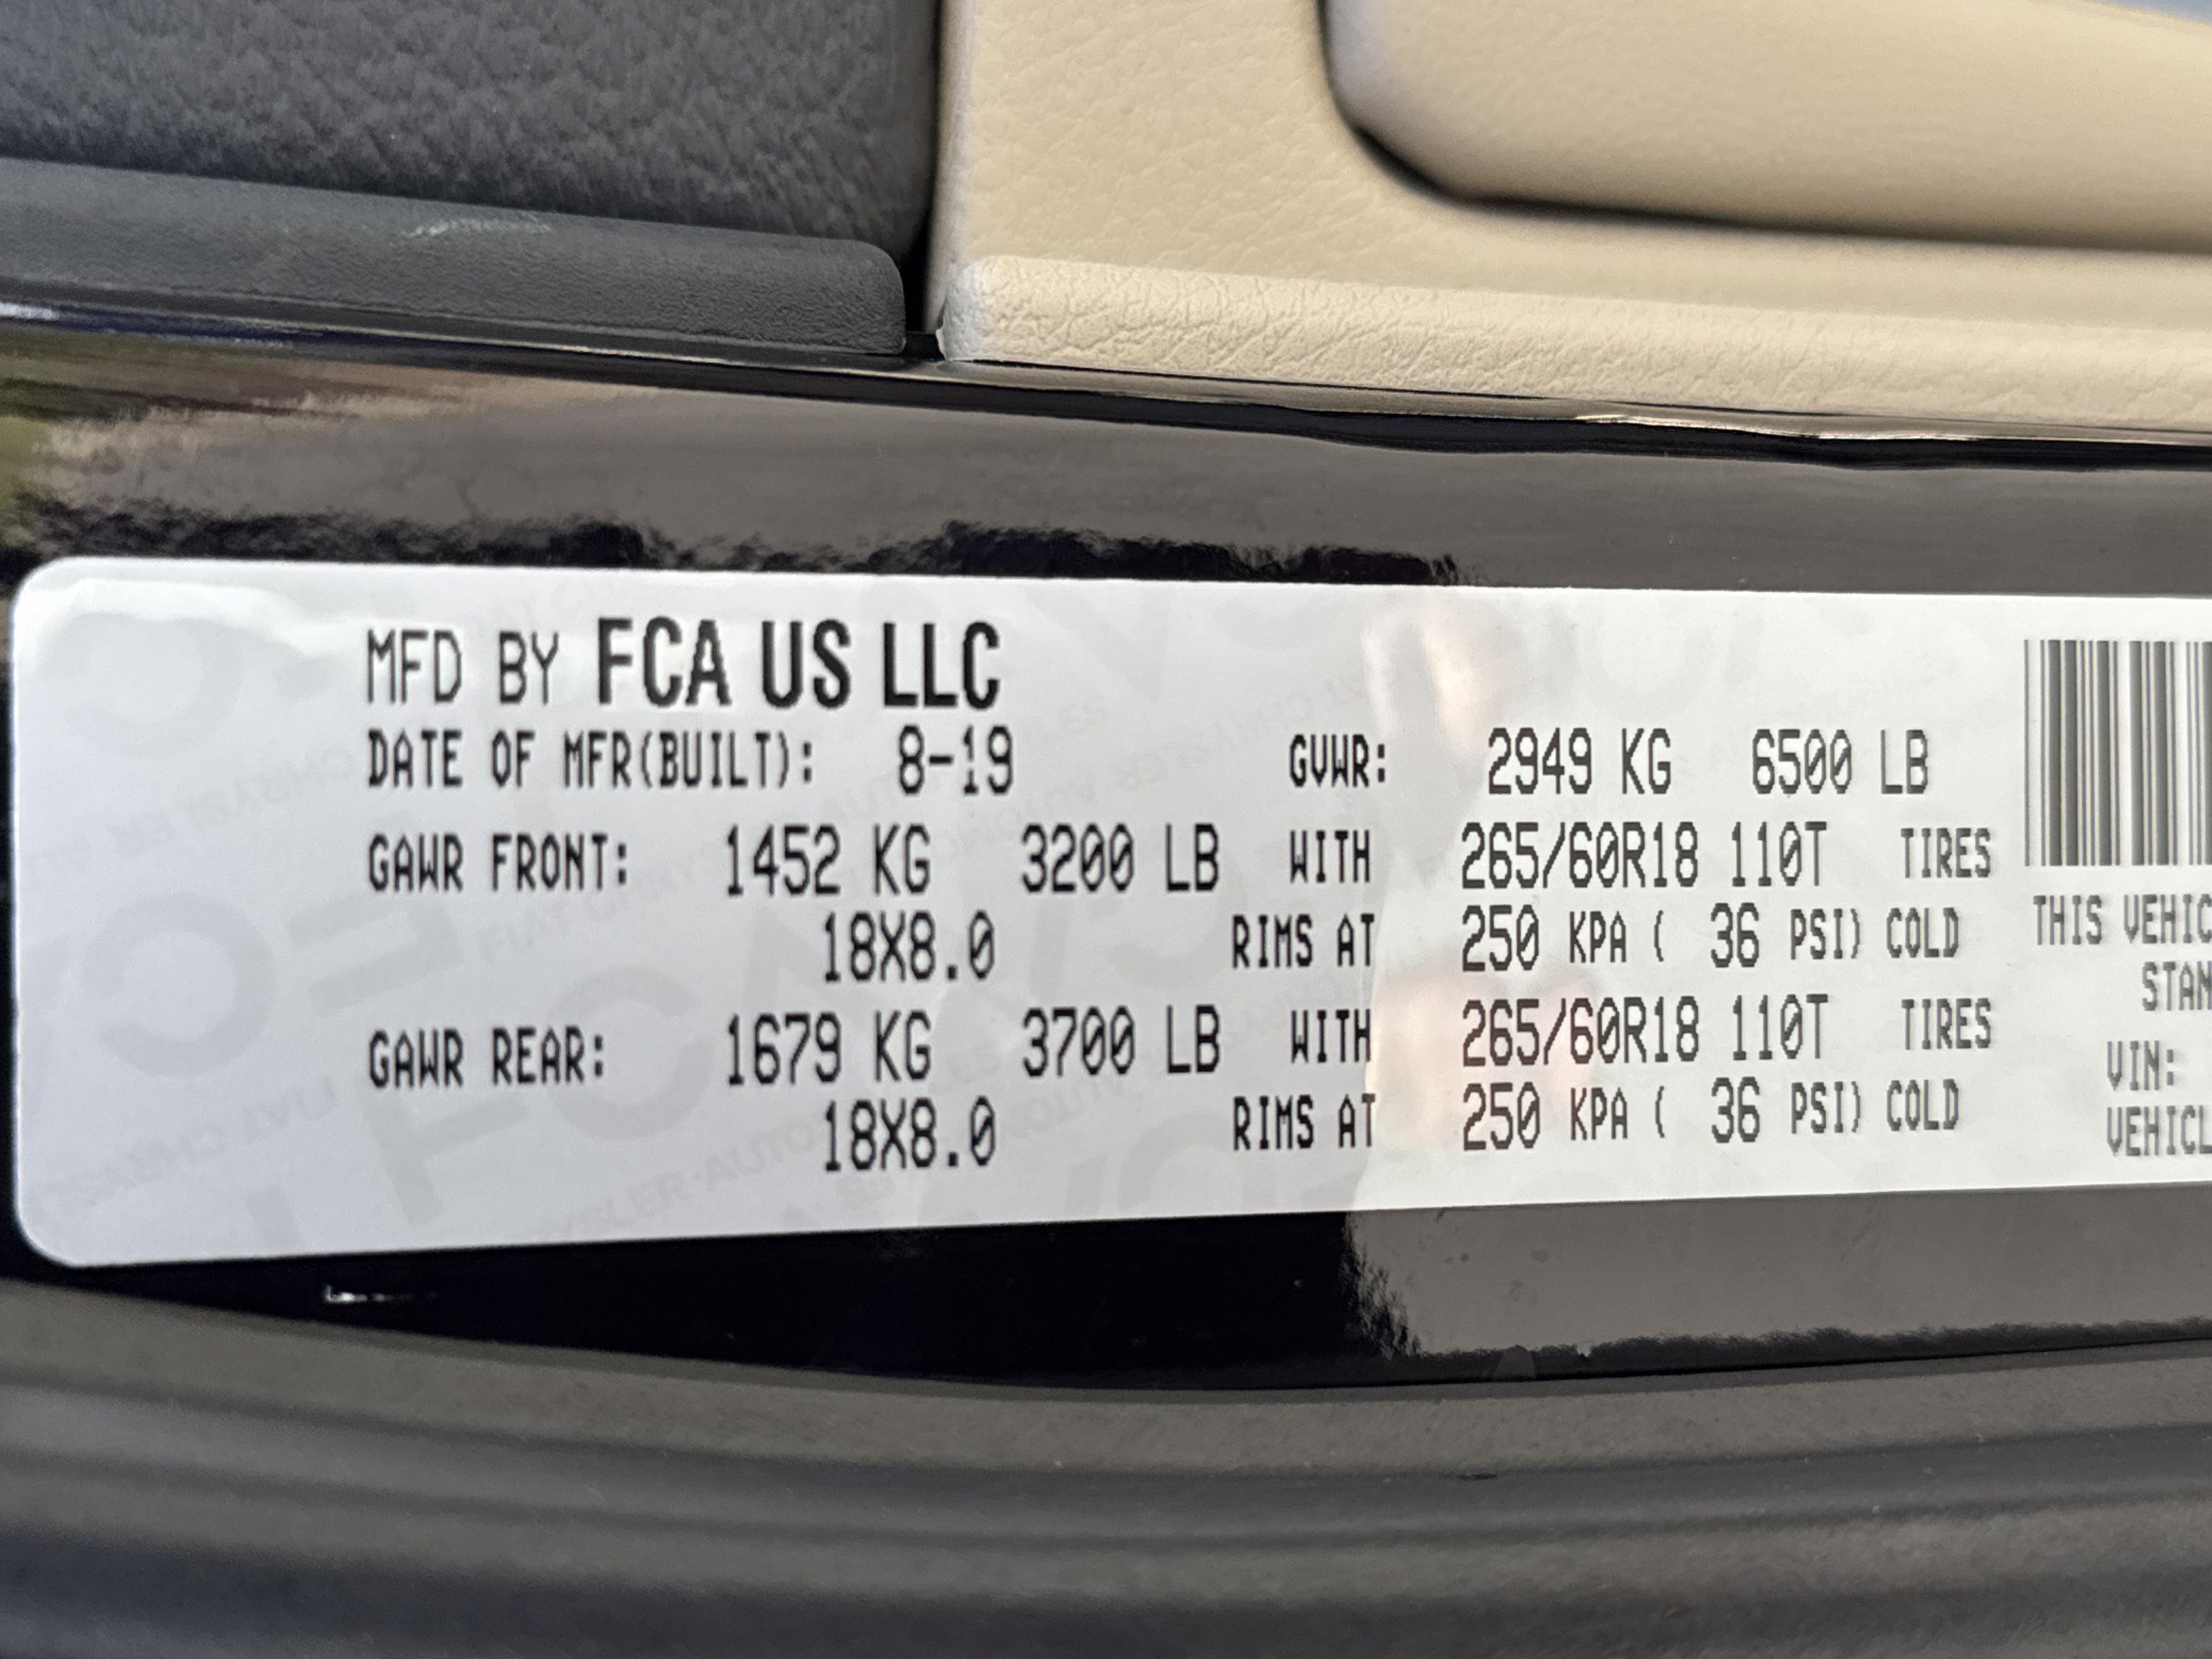 MFD BY FCA US LLC
DATE OF MFR(BUILT): 8-19 GVWR: 2949 KG 6500 LB
GAWR FRONT: 1452 KG 3200 LB WITH 265/60R18 110T TIRES
18X8.0 RIMS AT 250 KPA ( 36 PSI) COLD
THIS VEHIC
STAN
GAWR REAR: 1679 KG 3700 LB WITH 265/60R18 110T TIRES
18X8.0 RIMS AT 250 KPA ( 36 PSI) COLD
VIN:
VEHICL